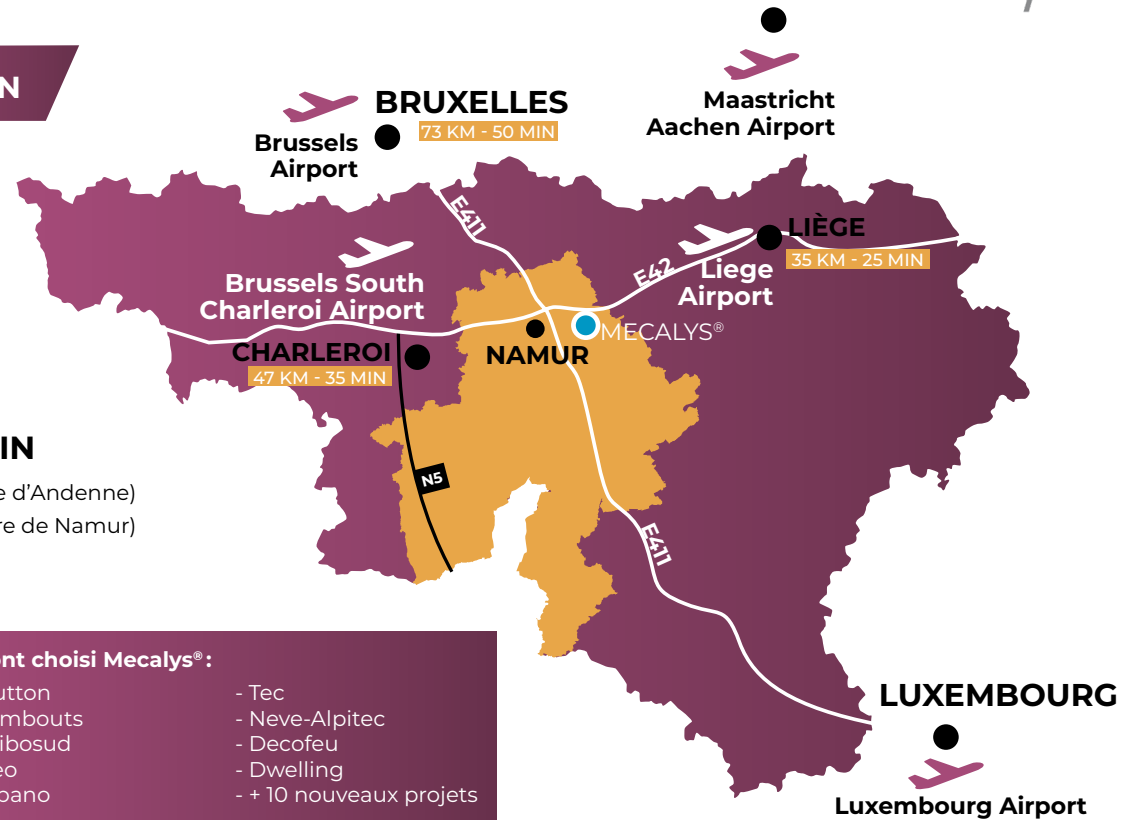 N
BRUXELLES
73 KM - 50 MIN
Brussels
Airport
Maastricht
Aachen Airport
E411
LIÈGE
35 KM - 25 MIN
E42
Liege
Airport
Brussels South
Charleroi Airport
MECALYS®
NAMUR
CHARLEROI
47 KM - 35 MIN
N5
IN
e d’Andenne)
re de Namur)
E411
ont choisi Mecalys® :
utton
mbouts
ibosud
eo
bano
- Tec
- Neve-Alpitec
- Decofeu
- Dwelling
- + 10 nouveaux projets
LUXEMBOURG
Luxembourg Airport